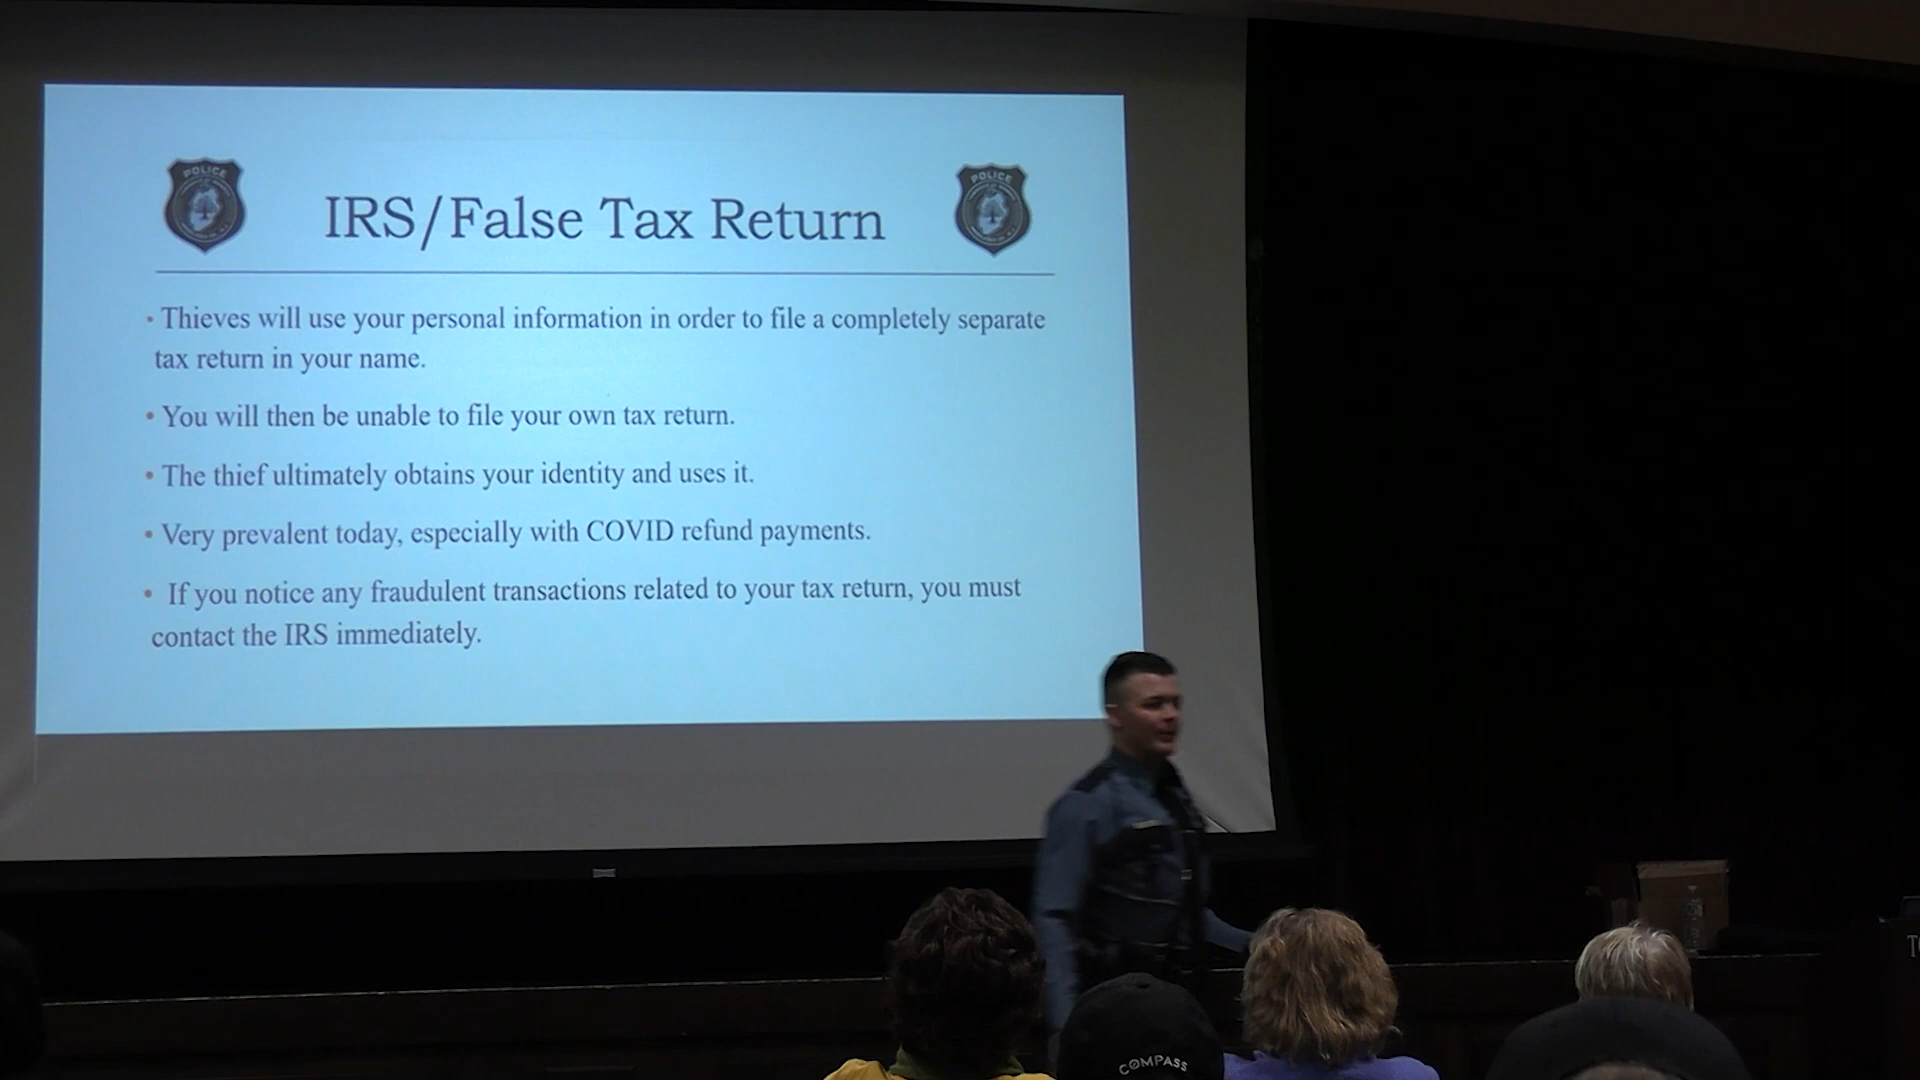 POLICE
POLICE
IRS/False Tax Return
• Thieves will use your personal information in order to file a completely separate
tax return in your name.
• You will then be unable to file your own tax return.
• The thief ultimately obtains your identity and uses it.
• Very prevalent today, especially with COVID refund payments.
• If you notice any fraudulent transactions related to your tax return, you must
contact the IRS immediately.
COMPASS